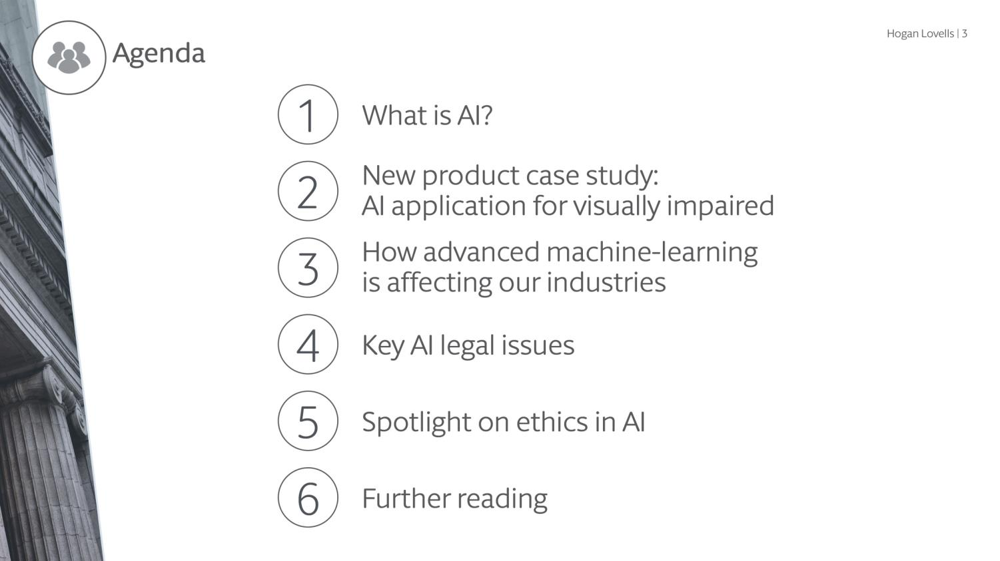 Agenda
Hogan Lovells | 3
1
What is AI?
2
New product case study:
AI application for visually impaired
3
How advanced machine-learning
is affecting our industries
4
Key AI legal issues
5
Spotlight on ethics in AI
6
Further reading